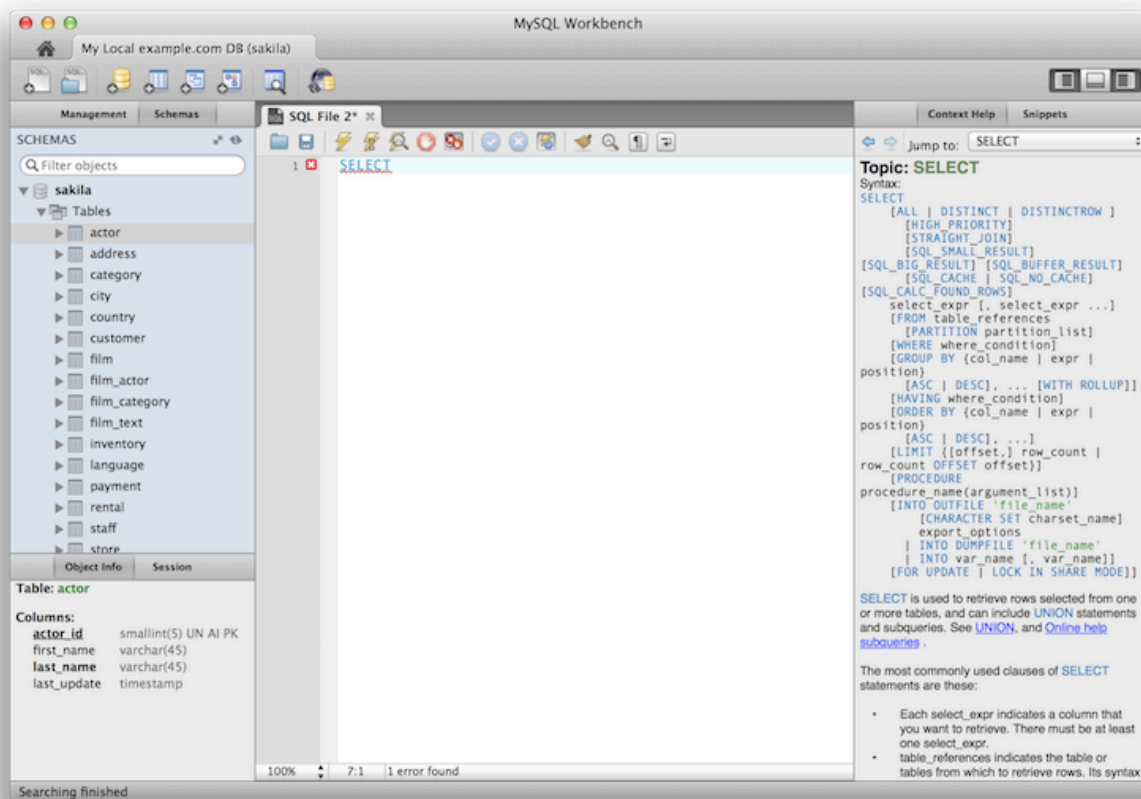 MySQL Workbench
My Local example.com DB (sakila)
Management Schemas
SCHEMAS
Filter objects
sakila
Tables
actor
address
category
city
country
customer
film
film_actor
film_category
film_text
inventory
language
payment
rental
staff
store
Object Info Session
Table: actor
Columns:
actor_id smallint(5) UN AI PK
first_name varchar(45)
last_name varchar(45)
last_update timestamp
SQL File 2*
1 SELECT
100% 7:1 1 error found
Context Help Snippets
Jump to: SELECT
Topic: SELECT
Syntax:
SELECT
[ALL | DISTINCT | DISTINCTROW ]
[HIGH_PRIORITY]
[STRAIGHT_JOIN]
[SQL_SMALL_RESULT]
[SQL_BIG_RESULT] [SQL_BUFFER_RESULT]
[SQL_CACHE | SQL_NO_CACHE]
[SQL_CALC_FOUND_ROWS]
select_expr [, select_expr ...]
[FROM table_references
[PARTITION partition_list]
[WHERE where_condition]
[GROUP BY {col_name | expr |
position}
[ASC | DESC], ... [WITH ROLLUP]]
[HAVING where_condition]
[ORDER BY {col_name | expr |
position}
[ASC | DESC], ...]
[LIMIT {[offset,] row_count |
row_count OFFSET offset}]
[PROCEDURE
procedure_name(argument_list)]
[INTO OUTFILE 'file_name'
[CHARACTER SET charset_name]
export_options
| INTO DUMPFILE 'file_name'
| INTO var_name [, var_name]]
[FOR UPDATE | LOCK IN SHARE MODE]]
SELECT is used to retrieve rows selected from one
or more tables, and can include UNION statements
and subqueries. See UNION, and Online help
subqueries .
The most commonly used clauses of SELECT
statements are these:
• Each select_expr indicates a column that
you want to retrieve. There must be at least
one select_expr.
• table_references indicates the table or
tables from which to retrieve rows. Its syntax
Searching finished